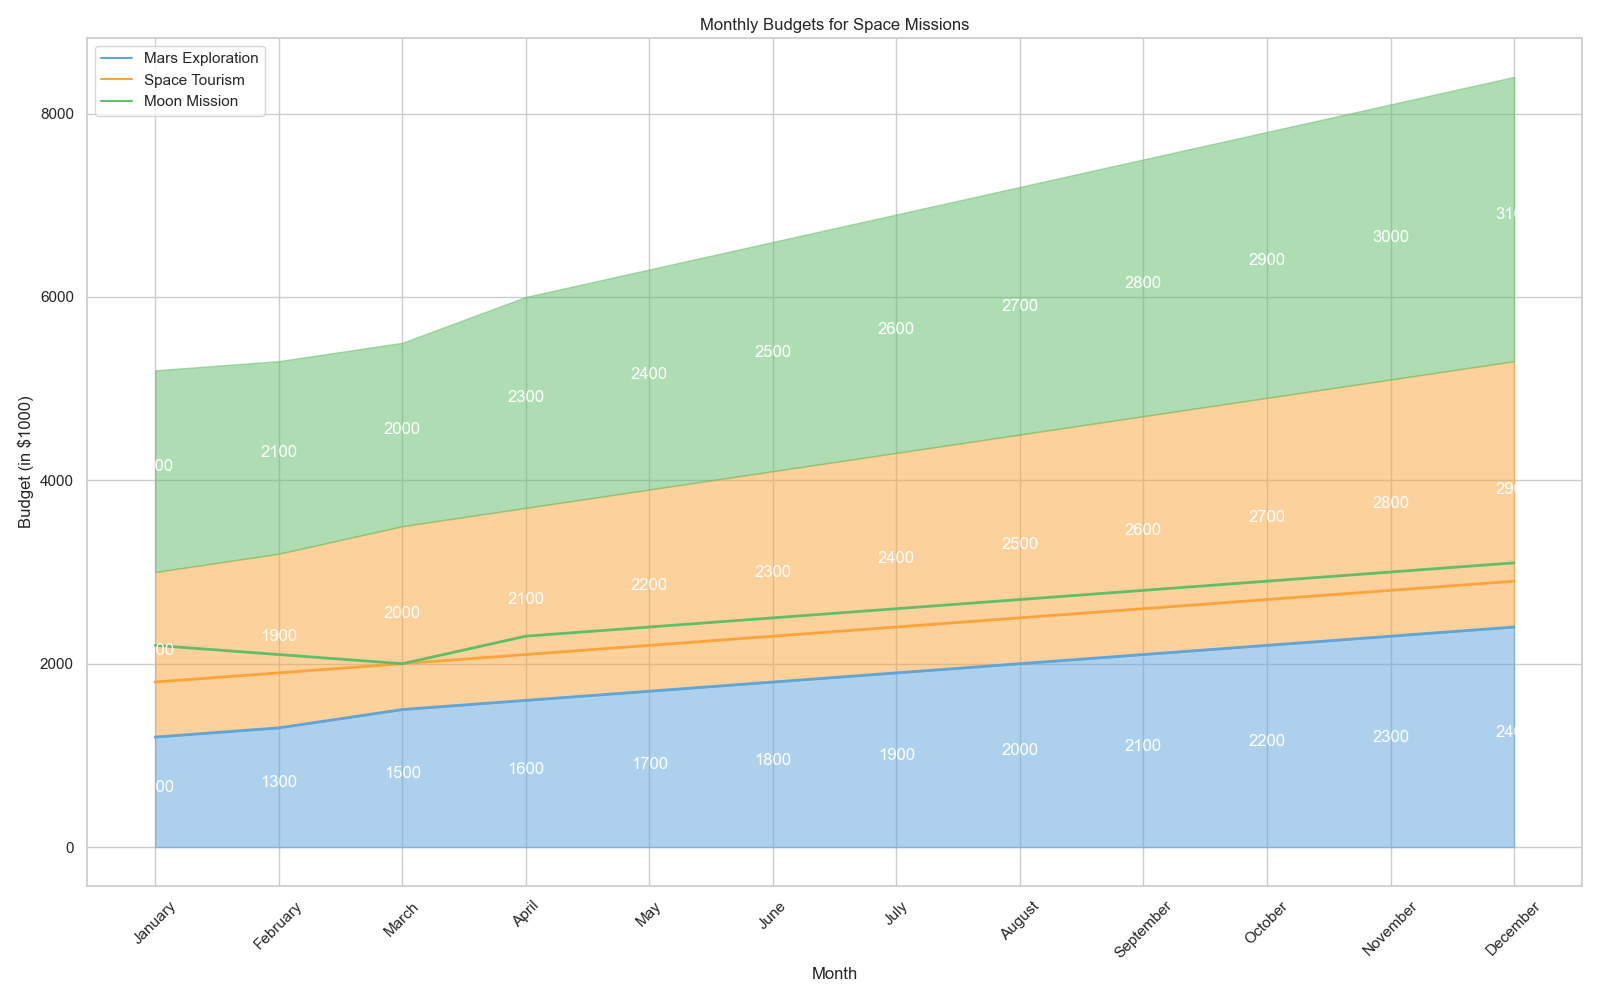 Monthly Budgets for Space Missions
Mars Exploration
Space Tourism
Moon Mission
Budget (in $1000)
8000
6000
4000
2000
0
2100 2000 2300 2400 2500 2600 2700 2800 2900 3000
1900 2000 2100 2200 2300 2400 2500 2600 2700 2800
1300 1500 1600 1700 1800 1900 2000 2100 2200 2300
January February March April May June July August September October November December
Month